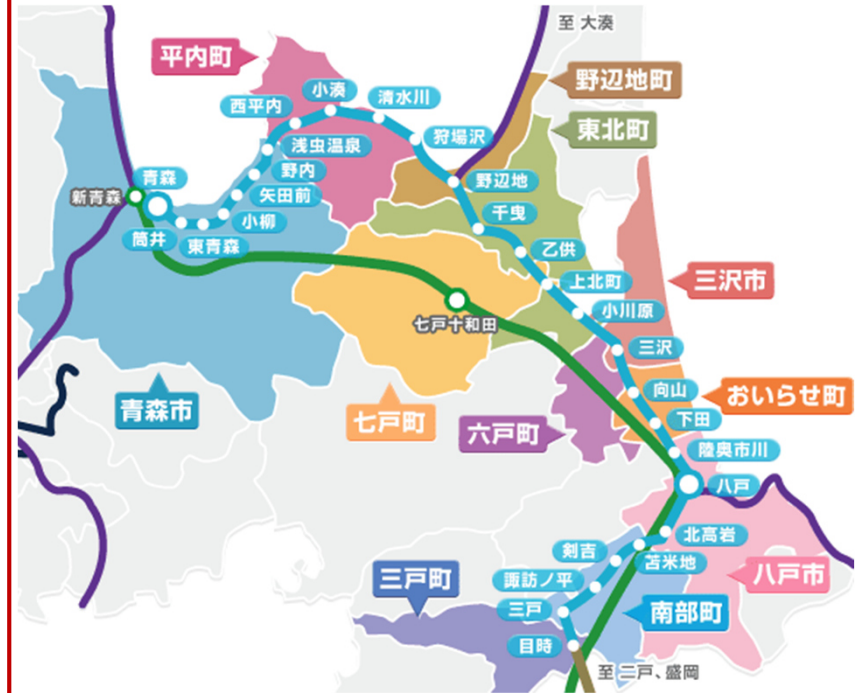 至 大湊
平内町
野辺地町
小湊
清水川
西平内
東北町
狩場沢
浅虫温泉
野内
野辺地
青森
新青森
矢田前
千曳
小柳
筒井
東青森
乙供
上北町
三沢市
小川原
七戸十和田
三沢
向山
おいらせ町
青森市
七戸町
下田
六戸町
陸奥市川
八戸
北高岩
剣吉
苫米地
三戸町
諏訪ノ平
八戸市
三戸
南部町
目時
至 二戸、盛岡